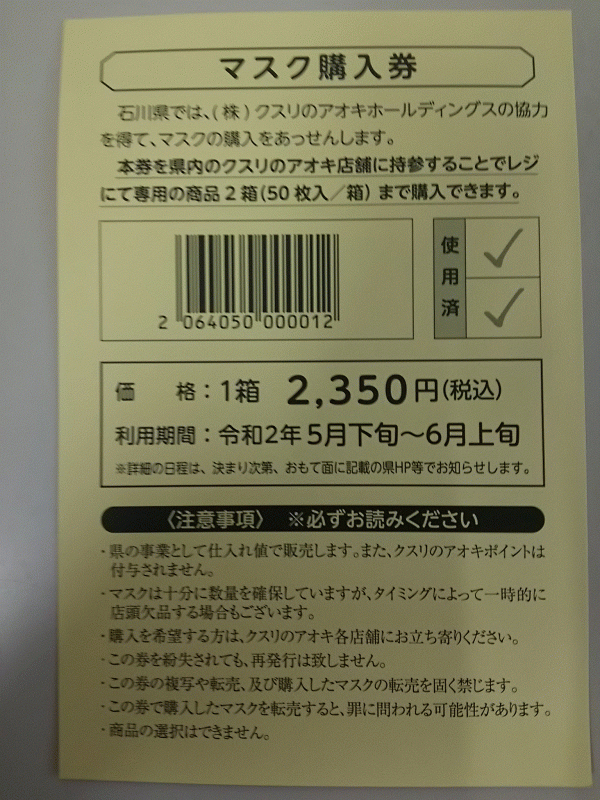 マスク購入券
石川県では、(株)クスリのアオキホールディングスの協力
を得て、マスクの購入をあっせんします。
本券を県内のクスリのアオキ店舗に持参することでレジ
にて専用の商品2箱(50枚入/箱)まで購入できます。
2 064050 000012
使用済
価 格:1箱 2,350円(税込)
利用期間:令和2年5月下旬~6月上旬
※詳細の日程は、決まり次第、おもて面に記載の県HP等でお知らせします。
〈注意事項〉 ※必ずお読みください
・県の事業として仕入れ値で販売します。また、クスリのアオキポイントは
付与されません。
・マスクは十分に数量を確保していますが、タイミングによって一時的に
店頭欠品する場合もございます。
・購入を希望する方は、クスリのアオキ各店舗にお立ち寄りください。
・この券を紛失されても、再発行は致しません。
・この券の複写や転売、及び購入したマスクの転売を固く禁じます。
・この券で購入したマスクを転売すると、罪に問われる可能性があります。
・商品の選択はできません。